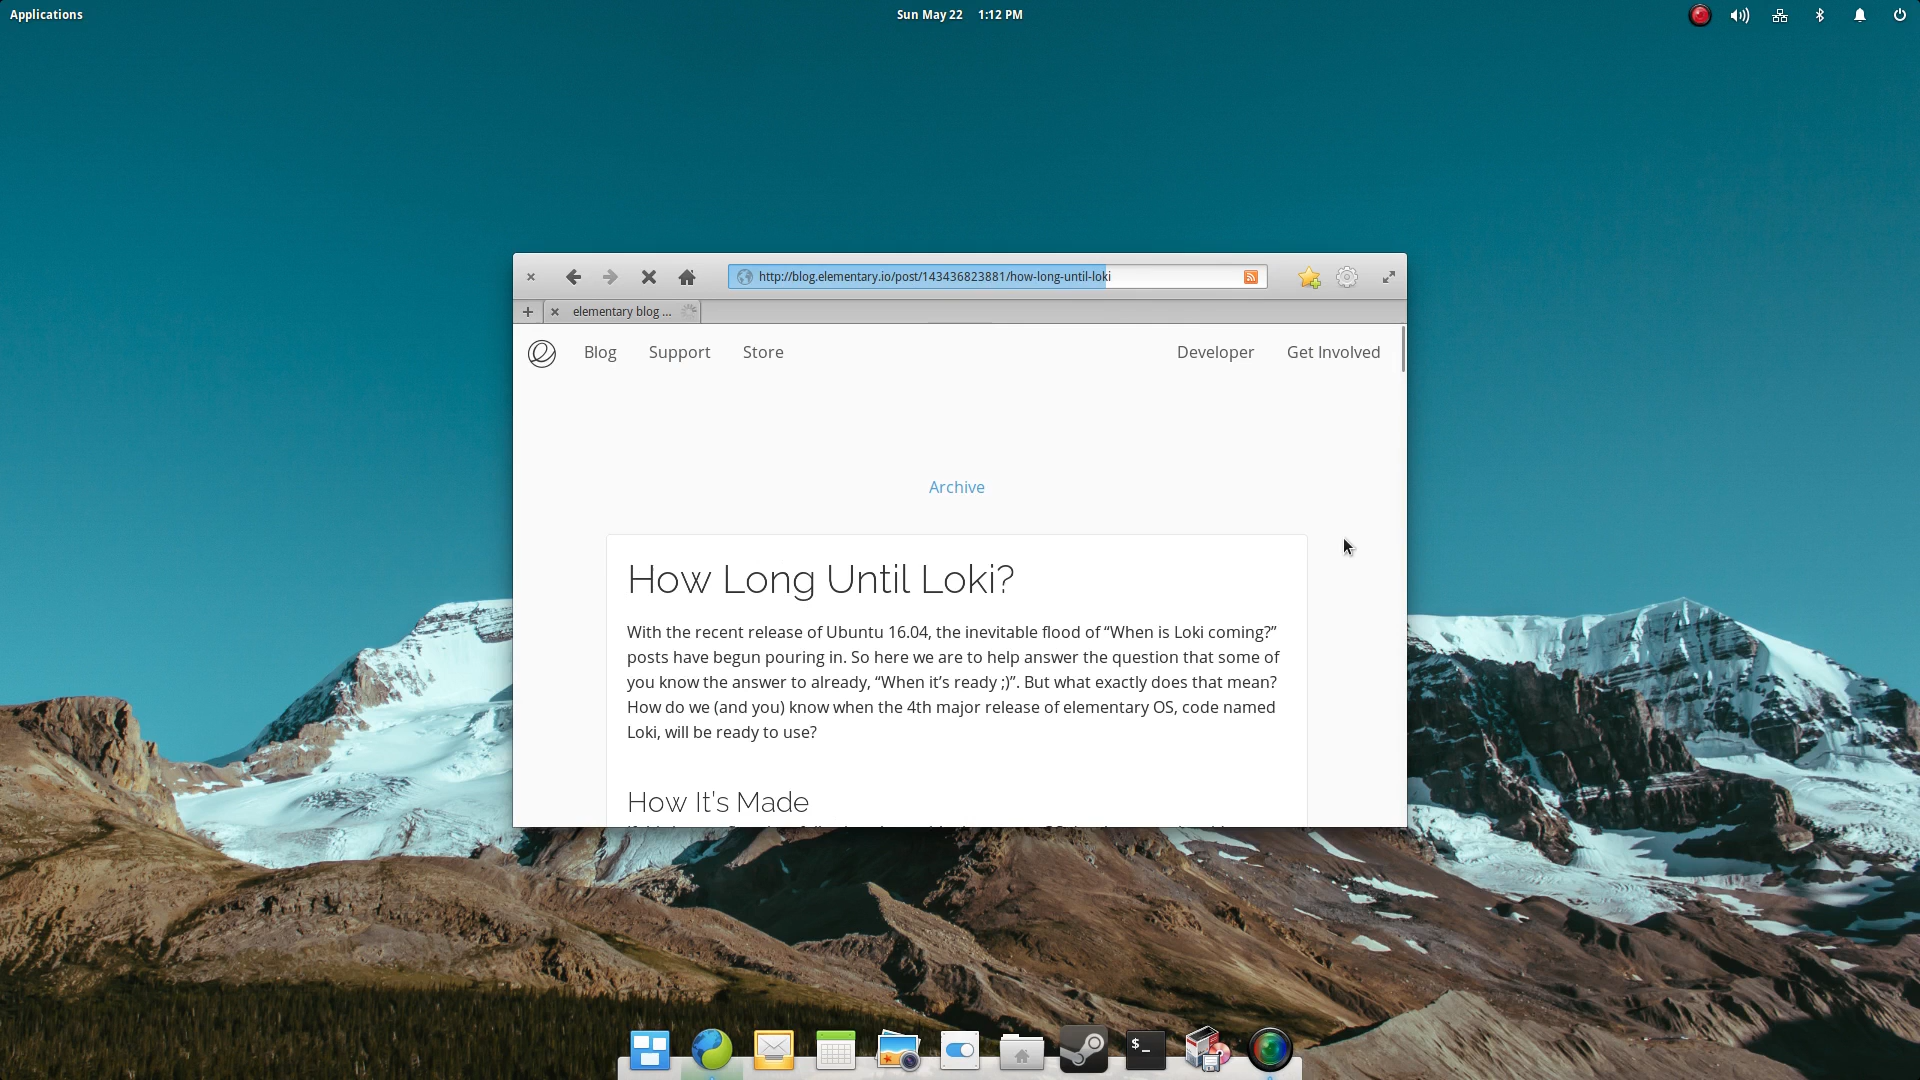 Applications
Sun May 22 1:12 PM
http://blog.elementary.io/post/143436823881/how-long-until-loki
elementary blog ...
Blog Support Store Developer Get Involved
Archive
How Long Until Loki?
With the recent release of Ubuntu 16.04, the inevitable flood of “When is Loki coming?”
posts have begun pouring in. So here we are to help answer the question that some of
you know the answer to already, “When it’s ready ;)”. But what exactly does that mean?
How do we (and you) know when the 4th major release of elementary OS, code named
Loki, will be ready to use?
How It’s Made
$_